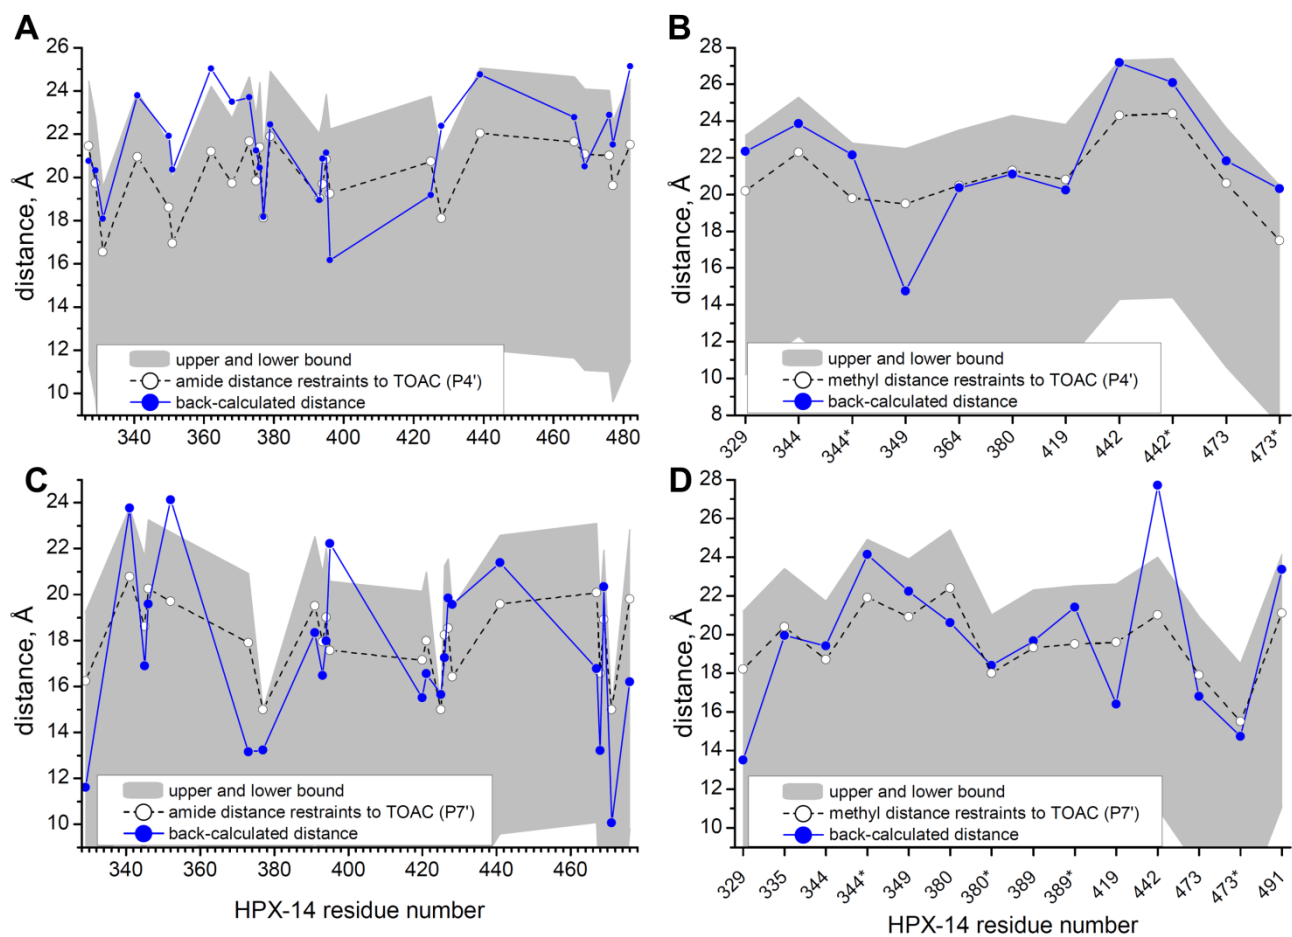 A
distance, Å
26
24
22
20
18
16
14
12
10
upper and lower bound
amide distance restraints to TOAC (P4')
back-calculated distance
340 360 380 400 420 440 460 480
B
distance, Å
28
26
24
22
20
18
16
14
12
10
8
upper and lower bound
methyl distance restraints to TOAC (P4')
back-calculated distance
329 344 344* 349 364 380 419 442 442* 473 473*
C
distance, Å
24
22
20
18
16
14
12
10
upper and lower bound
amide distance restraints to TOAC (P7')
back-calculated distance
340 360 380 400 420 440 460
HPX-14 residue number
D
distance, Å
28
26
24
22
20
18
16
14
12
10
upper and lower bound
methyl distance restraints to TOAC (P7')
back-calculated distance
329 335 344 344* 349 380 380* 389 389* 419 442 473 473* 491
HPX-14 residue number